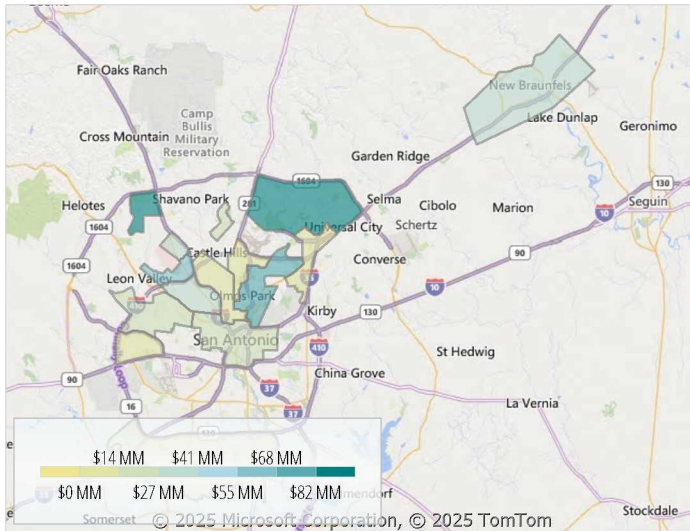 Fair Oaks Ranch
New Braunfels
Camp
Bullis
Military
Reservation
Lake Dunlap
Geronimo
Cross Mountain
Garden Ridge
1604
130
Helotes
Shavano Park
281
Selma
Cibolo
Marion
10
Seguin
1604
Universal City
Schertz
Castle Hills
90
1604
Converse
Leon Valley
10
Olmos Park
410
Kirby
130
San Antonio
410
St Hedwig
China Grove
90
37
La Vernia
16
37
$14 MM
$41 MM
$68 MM
$0 MM
$27 MM
$55 MM
$82 MM
Somerset
Stockdale
© 2025 Microsoft Corporation, © 2025 TomTom